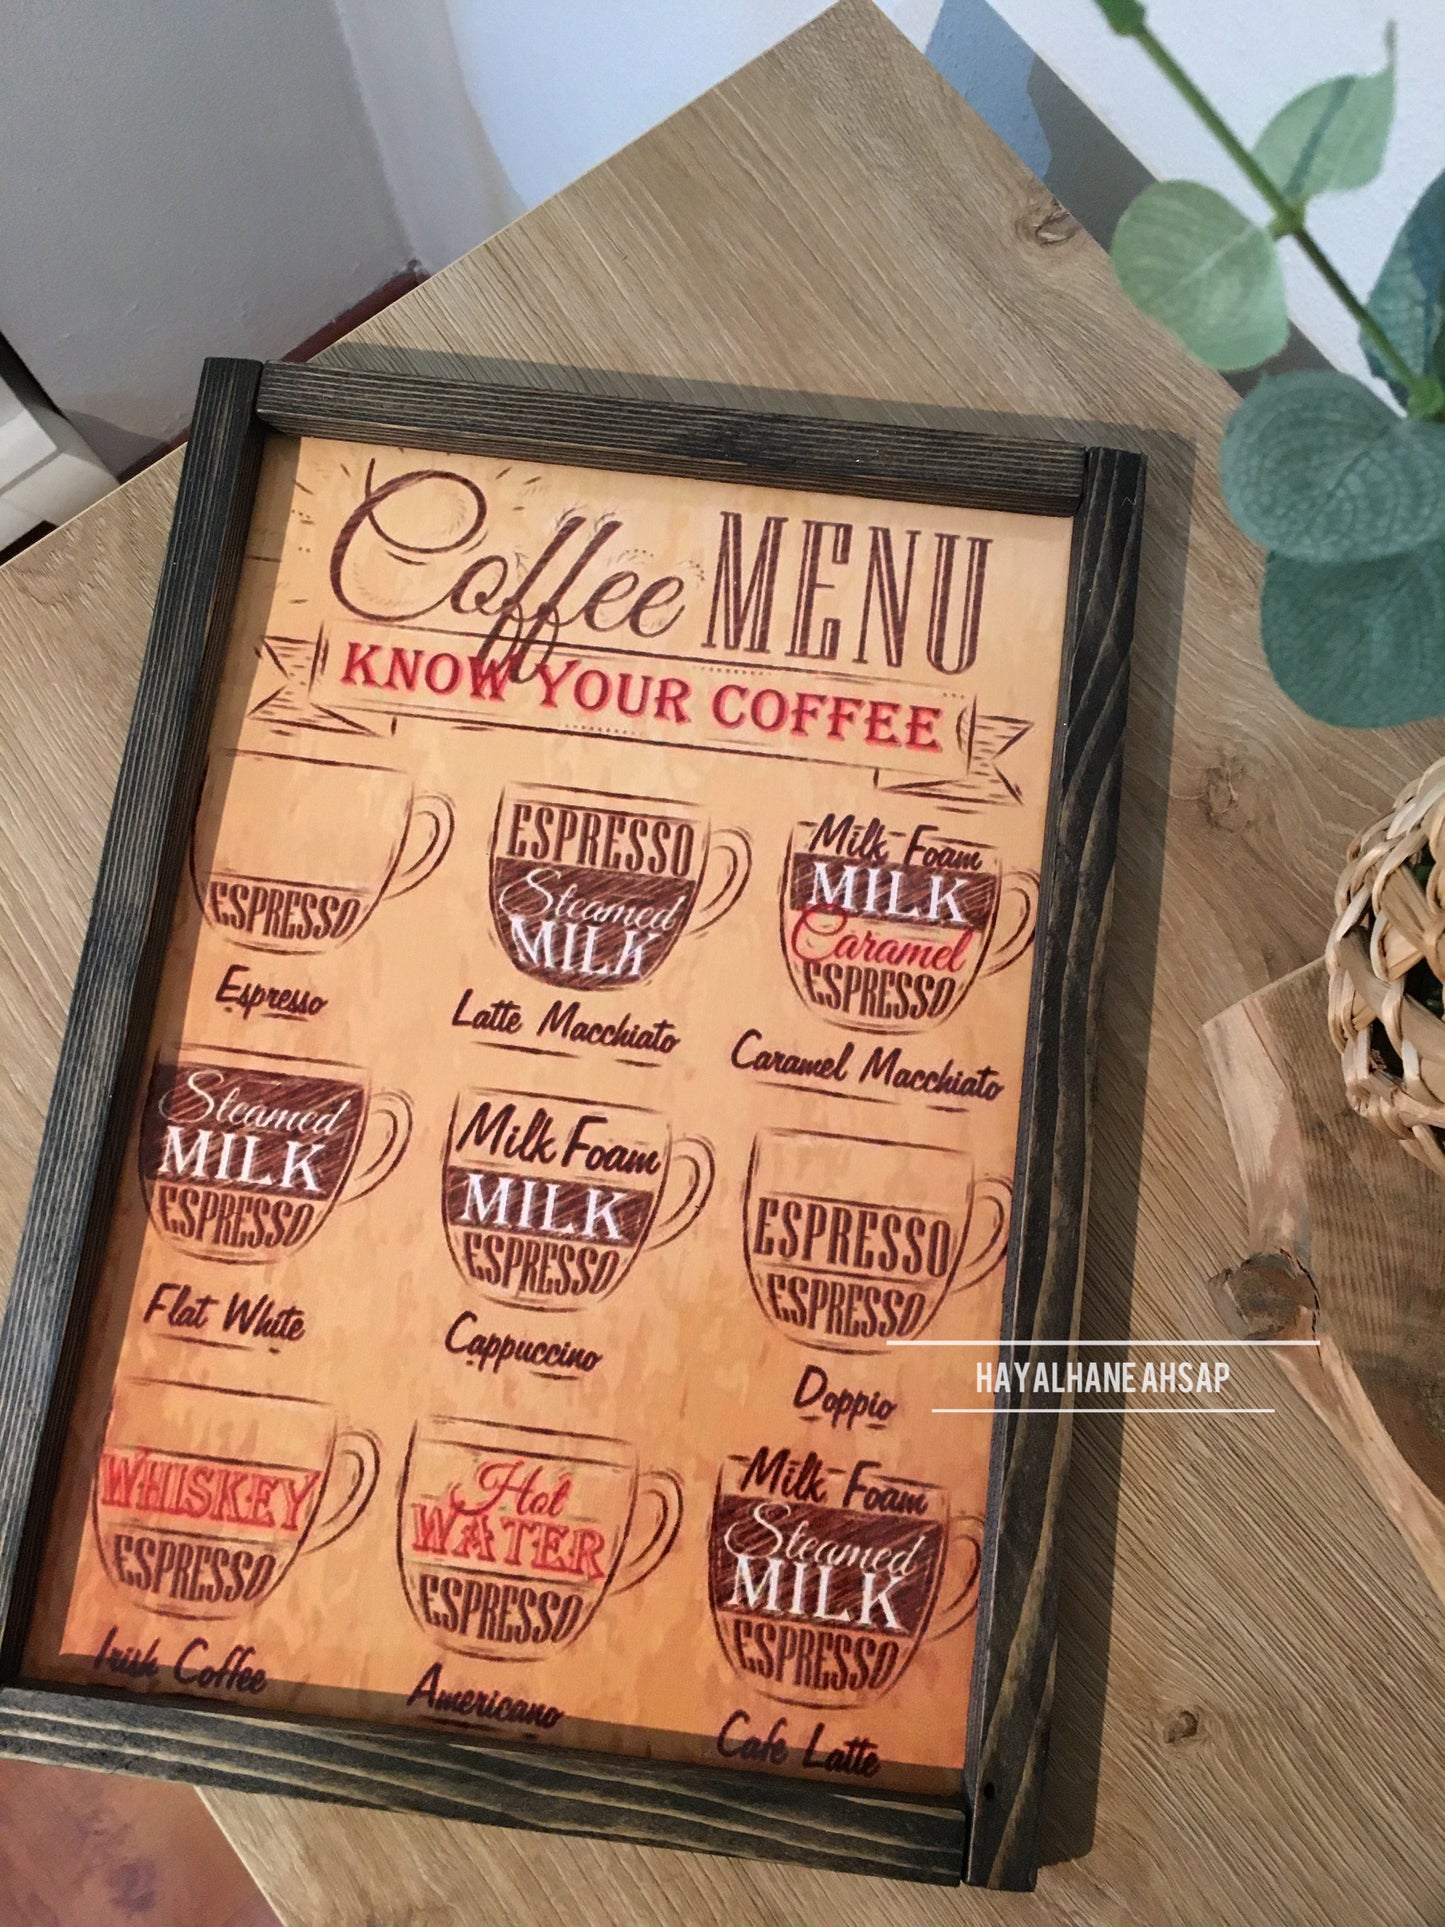 Coffee MENU
KNOW YOUR COFFEE
ESPRESSO
Espresso
ESPRESSO
Steamed
MILK
Latte Macchiato
Milk Foam
MILK
Caramel
ESPRESSO
Caramel Macchiato
Steamed
MILK
ESPRESSO
Flat White
Milk Foam
MILK
ESPRESSO
Cappuccino
ESPRESSO
ESPRESSO
Doppio
WHISKEY
ESPRESSO
Irish Coffee
Hot
WATER
ESPRESSO
Americano
Milk Foam
Steamed
MILK
ESPRESSO
Cafe Latte
HAYALHANE AHSAP